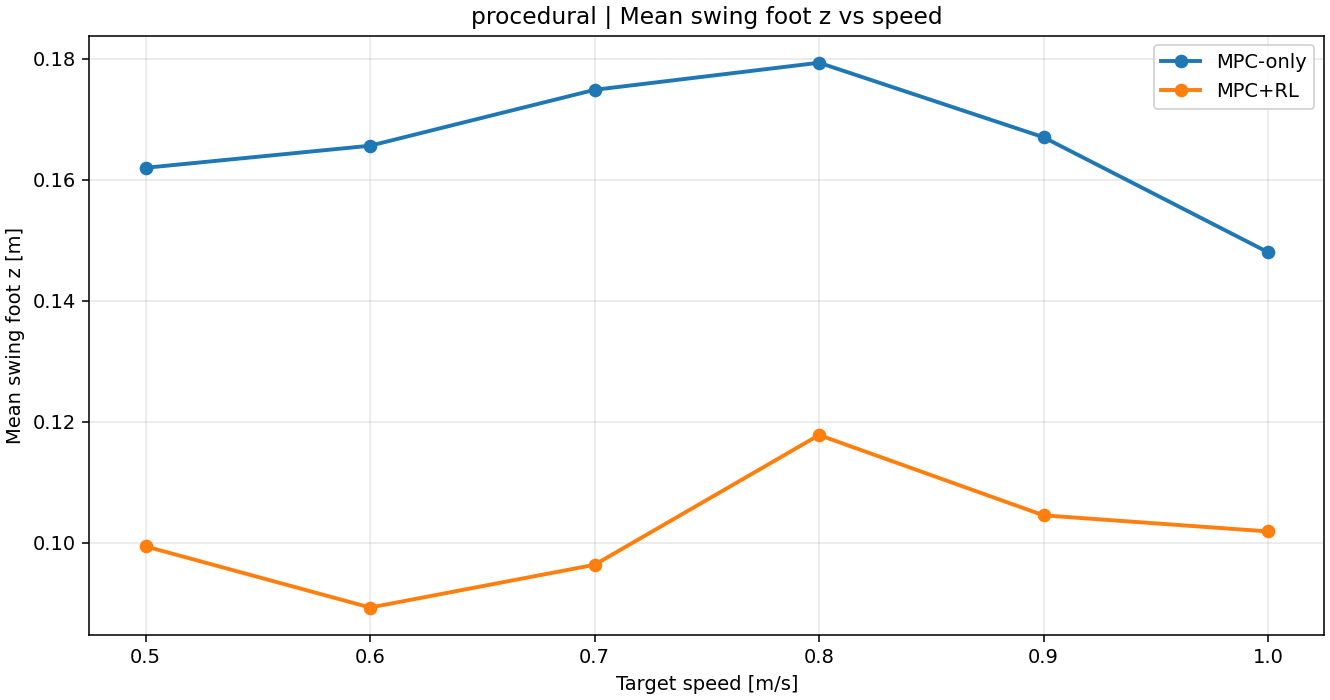 procedural | Mean swing foot z vs speed
MPC-only
MPC+RL
Mean swing foot z [m]
0.18
0.16
0.14
0.12
0.10
0.5 0.6 0.7 0.8 0.9 1.0
Target speed [m/s]